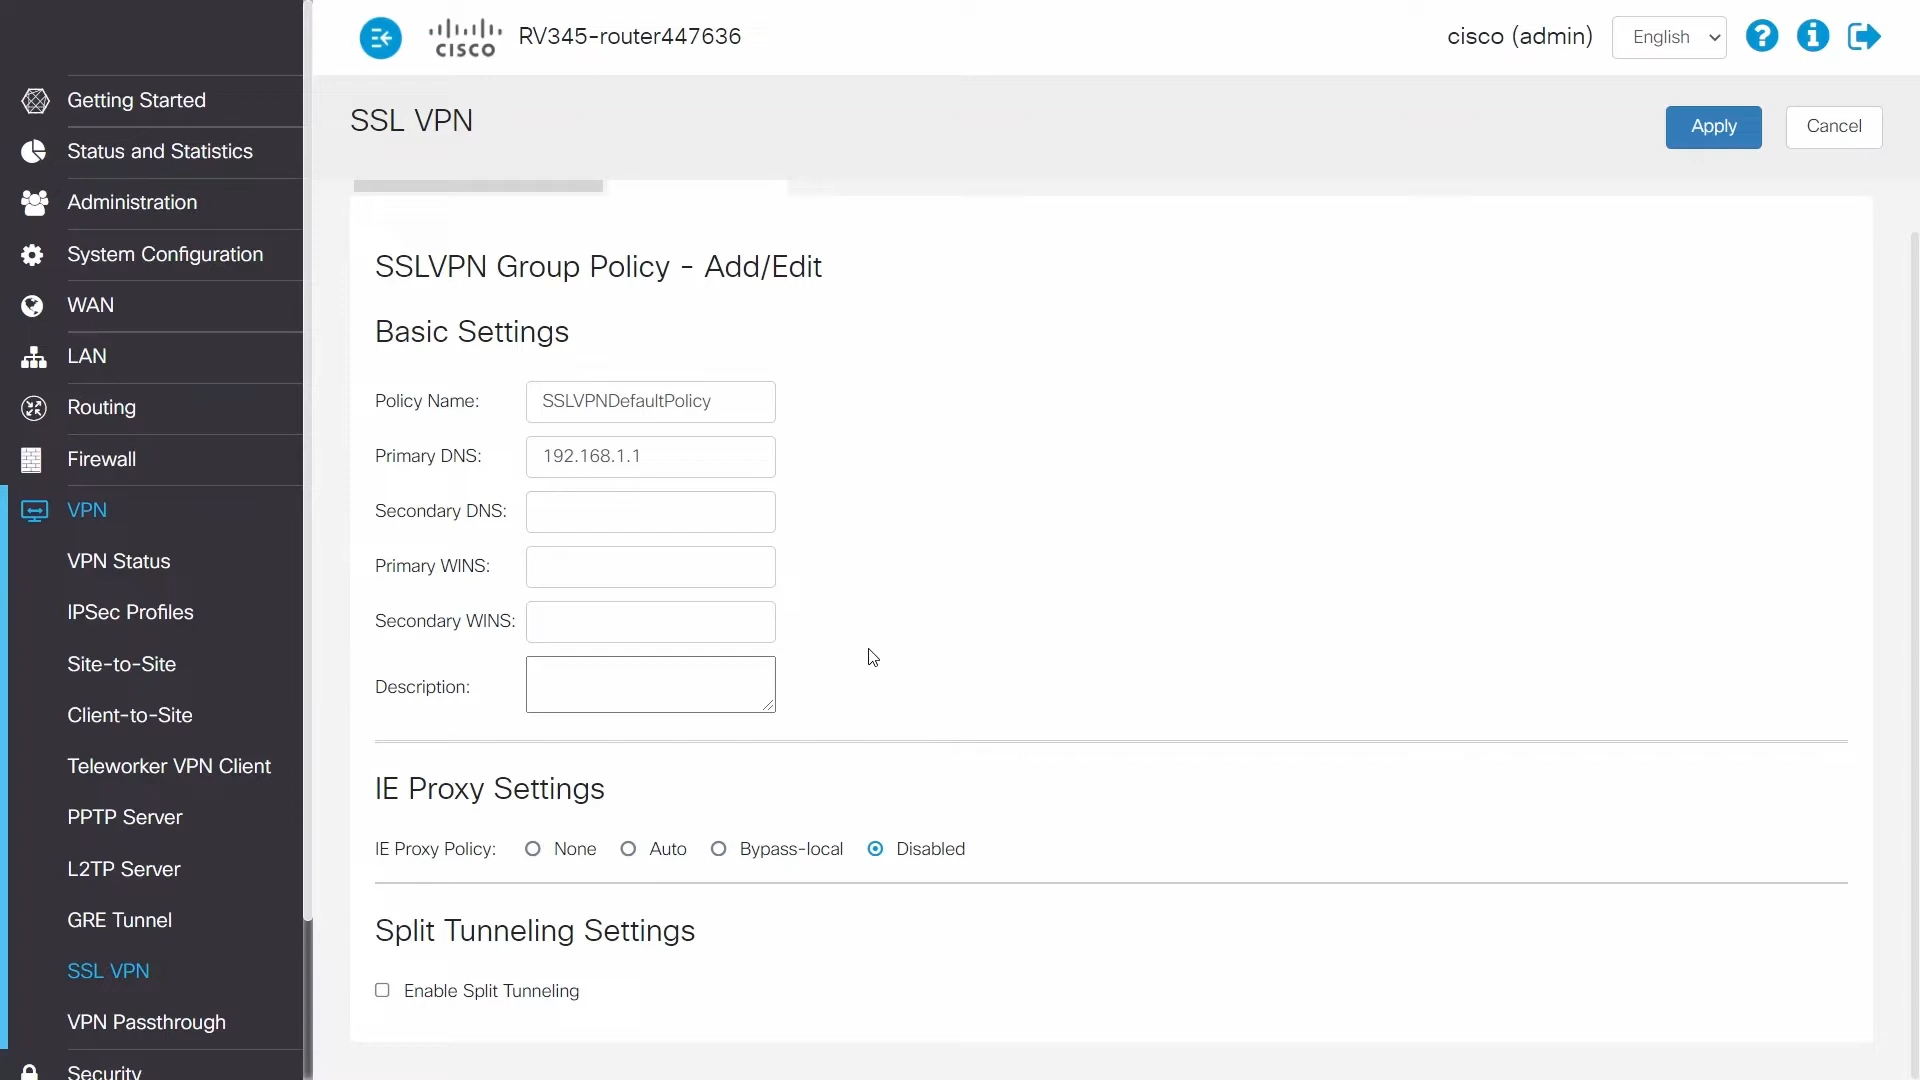 CISCO
RV345-router447636
cisco (admin)
English
Getting Started
Status and Statistics
Administration
System Configuration
WAN
LAN
Routing
Firewall
VPN
VPN Status
IPSec Profiles
Site-to-Site
Client-to-Site
Teleworker VPN Client
PPTP Server
L2TP Server
GRE Tunnel
SSL VPN
VPN Passthrough
Security
SSL VPN
Apply
Cancel
SSLVPN Group Policy - Add/Edit
Basic Settings
Policy Name: SSLVPNDefaultPolicy
Primary DNS: 192.168.1.1
Secondary DNS:
Primary WINS:
Secondary WINS:
Description:
IE Proxy Settings
IE Proxy Policy: None Auto Bypass-local Disabled
Split Tunneling Settings
Enable Split Tunneling